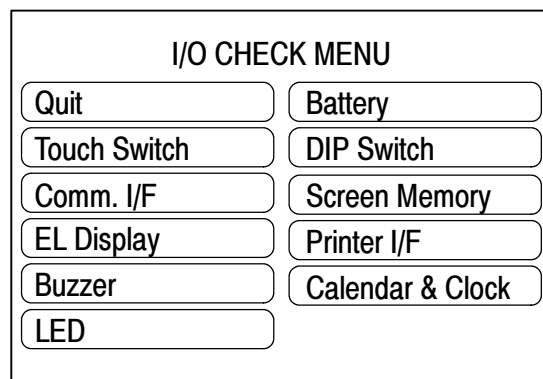 I/O CHECK MENU
Quit
Battery
Touch Switch
DIP Switch
Comm. I/F
Screen Memory
EL Display
Printer I/F
Buzzer
Calendar & Clock
LED